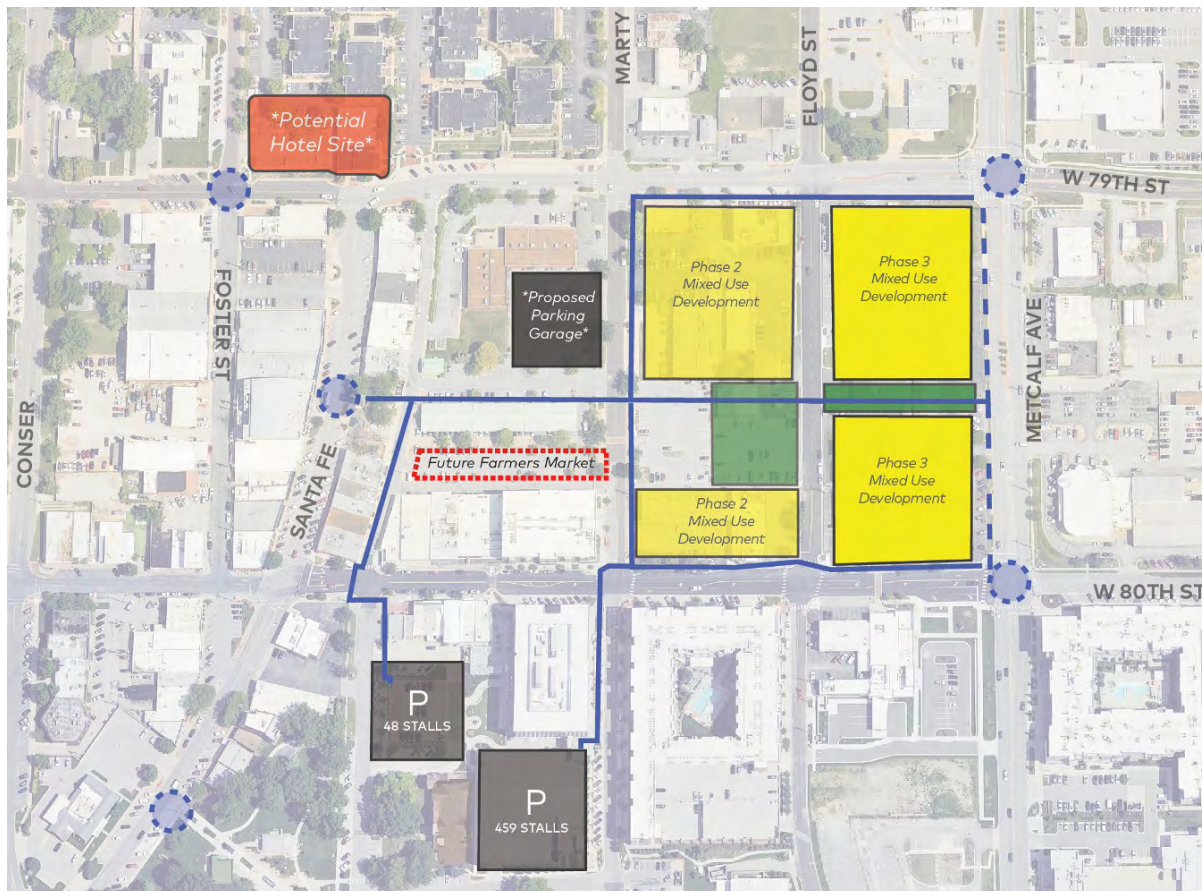 MARTY
FLOYD ST
*Potential
Hotel Site*
W 79TH ST
FOSTER ST
*Proposed
Parking
Garage*
Phase 2
Mixed Use
Development
Phase 3
Mixed Use
Development
METCALF AVE
CONSER
SANTA FE
Future Farmers Market
Phase 2
Mixed Use
Development
Phase 3
Mixed Use
Development
W 80TH ST
P
48 STALLS
P
459 STALLS